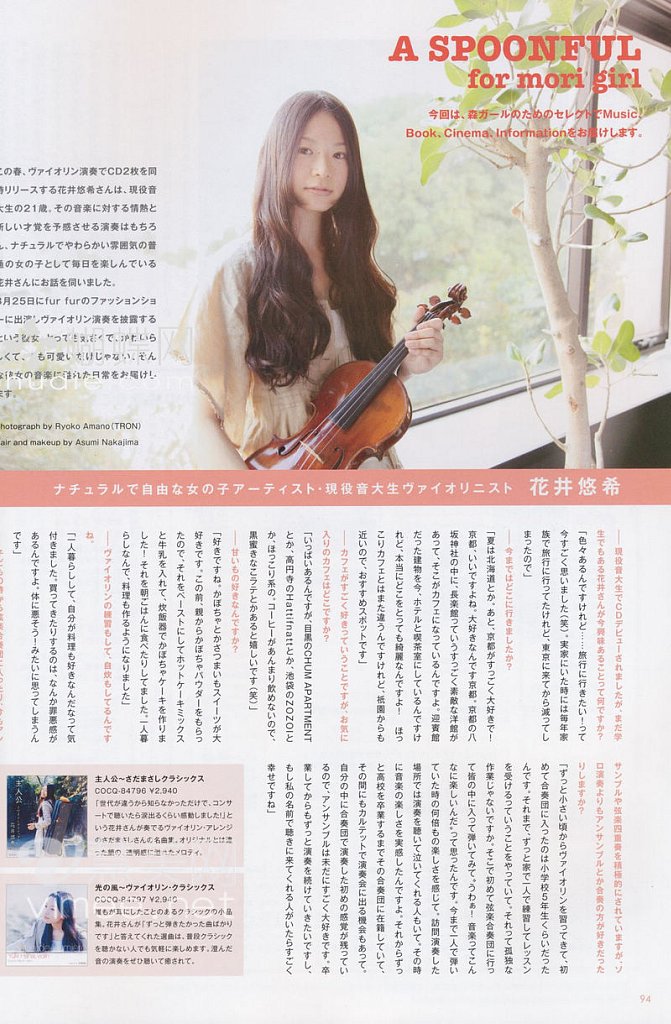 A SPOONFUL
for mori girl
今回は、森ガールのためのセレクトでMusic、
Book、Cinema、Informationをお届けします。
この春、ヴァイオリン演奏でCD2枚を同
時リリースする花井悠希さんは、現役音
大生の21歳。その音楽に対する情熱と
新しい才覚を予感させる演奏はもちろ
ん、ナチュラルでやわらかい雰囲気の普
通の女の子として毎日を楽しんでいる
花井さんにお話を伺いました。
3月25日にfur furのファッションショ
ーに出演しヴァイオリン演奏を披露する
という彼女
しくて、も可愛いだけじゃない、そん
な彼女の音楽に溢れた日常をお届けし
ます。
Photograph by Ryoko Amano(TRON)
Hair and makeup by Asumi Nakajima
ナチュラルで自由な女の子アーティスト・現役音大生ヴァイオリニスト 花井悠希
――現役音大生でCDデビューされましたが、まだ学
生でもある花井さんが今興味あることって何ですか?
「色々あるんですけれど……旅行に行きたい!って
今すごく思いました(笑)。実家にいた時には毎年家
族で旅行に行ってたけれど、東京に来てから減ってし
まったので」
――今まではどこに行きましたか?
「夏は北海道とか。あと、京都がすっごく大好きで!
京都、いいですよね。大好きなんです京都。京都の八
坂神社の中に、長楽館っていうすっごく素敵な洋館が
あって、そこがカフェになっているんですよ。迎賓館
だった建物を、今、ホテルと喫茶室にしているんですけ
れど、本当にどこをとっても綺麗なんですよ! ほっ
こりカフェとはまた違うんですけれど、祇園からも
近いので、おすすめスポットです」
――カフェがすごく好きっていうことですが、お気に
入りのカフェはどこですか?
「いっぱいあるんですが、目黒のCHUM APARTMENT
とか、高円寺のHattifnattとか、池袋のZOZOIと
か、ほっこり系の。コーヒーがあんまり飲めないので、
黒蜜きなこラテとかあると嬉しいです(笑)」
――甘いもの好きなんですか?
「好きですね。かぼちゃとかさつまいもスイーツが大
好きです。この前、親からかぼちゃパウダーをもらっ
たので、それをベースにしてホットケーキミックス
と牛乳を入れて、炊飯器でかぼちゃケーキを作りま
した! それを朝ごはんに食べたりしてました。一人暮
らしなんで、料理も作るようになりました」
――ヴァイオリンの練習もして、自炊もしてるんです
ね。
「一人暮らしして、自分が料理も好きなんだなって気
付きました。買ってきたりするのは、なんか罪悪感が
あるんですよ。体に悪そうーみたいに思ってしまうん
です」
サンブルや弦楽四重奏を積極的にされていますが、ソ
ロ演奏よりもアンサンブルとか合奏の方が好きだった
りしますか?
「ずっと小さい頃からヴァイオリンを習ってきて、初
めて合奏団に入ったのは小学校5年生くらいだった
んです。それまで、ずっと家で一人で練習してレッスン
を受けるっていうことをやっていて。それって孤独な
作業じゃないですか。そこで初めて弦楽合奏団に行っ
て皆の中に入って弾いてみて、うわぁ! 音楽ってこん
なに楽しいんだ。って思ったんです。今まで一人で弾い
ていた時の何倍もの楽しさを感じて。訪問演奏した
場所では演奏を聴いて泣いてくれる人もいて。その時
に音楽の楽しさを実感したんですよ。それからずっ
と高校を卒業するまでその合奏団に在籍していて、
その間にもカルテットで演奏会に出る機会もあって。
自分の中に合奏団で演奏した初めの感覚が残ってい
るので、アンサンブルは未だにすごく大好きです。卒
業してからもずっと演奏を続けていきたいですし、
もし私の名前で聴きに来てくれる人がいたらすごく
幸せですね」
主人公〜さだまさしクラシックス
COCQ-84796 ¥2,940
「世代が違うから知らなかっただけで、コンサ
ートで聴いたら涙出るくらい感動しました!」と
いう花井さんが奏でるヴァイオリン・アレンジ
のさだまさしさんの名曲集。オリジナルとは違
った趣の、透明感に溢れたメロディ。
光の風〜ヴァイオリン・クラシックス
COCQ-84797 ¥2,940
誰もが耳にしたことのあるクラシックの小品
集。花井さんが「ずっと弾きたかった曲ばかり
です」と答えてくれた選曲は、普段クラシック
を聴かない人でも気軽に楽しめます。澄んだ
音の演奏をぜひ聴いて癒されて。
94